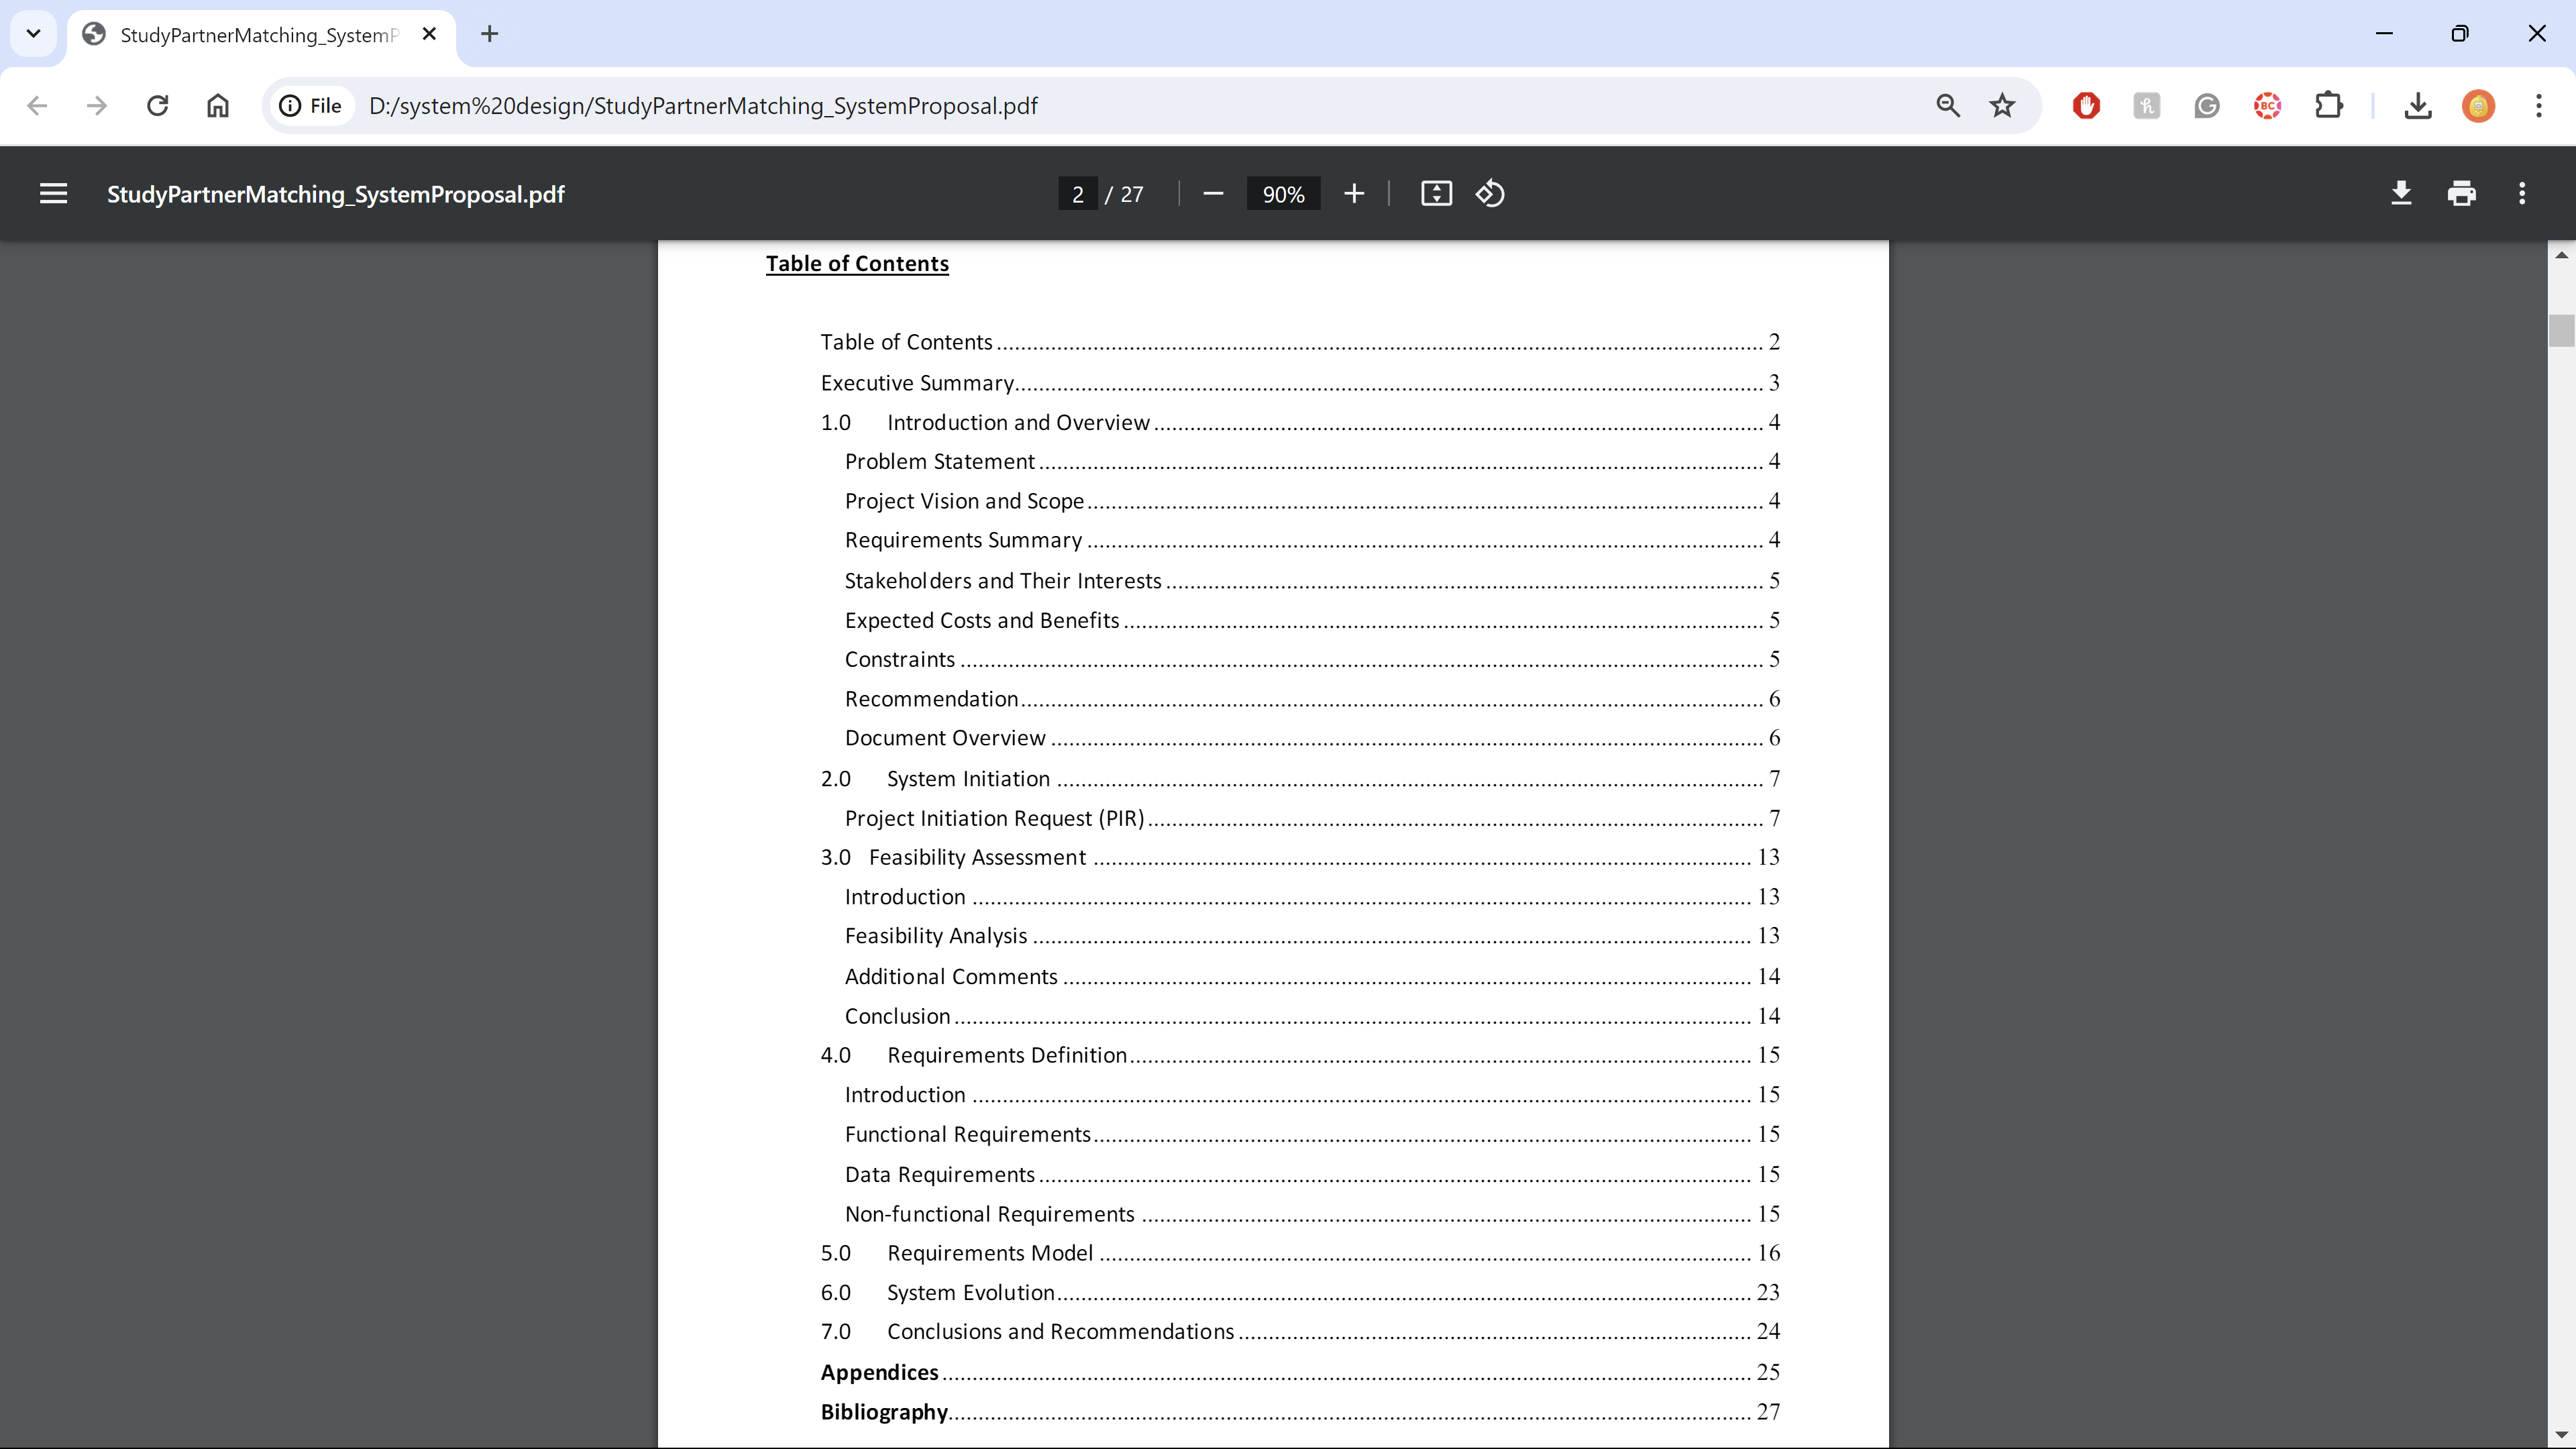 StudyPartnerMatching_SystemP
File D:/system%20design/StudyPartnerMatching_SystemProposal.pdf
StudyPartnerMatching_SystemProposal.pdf 2 / 27 90%
Table of Contents
Table of Contents 2
Executive Summary 3
1.0 Introduction and Overview 4
Problem Statement 4
Project Vision and Scope 4
Requirements Summary 4
Stakeholders and Their Interests 5
Expected Costs and Benefits 5
Constraints 5
Recommendation 6
Document Overview 6
2.0 System Initiation 7
Project Initiation Request (PIR) 7
3.0 Feasibility Assessment 13
Introduction 13
Feasibility Analysis 13
Additional Comments 14
Conclusion 14
4.0 Requirements Definition 15
Introduction 15
Functional Requirements 15
Data Requirements 15
Non-functional Requirements 15
5.0 Requirements Model 16
6.0 System Evolution 23
7.0 Conclusions and Recommendations 24
Appendices 25
Bibliography 27